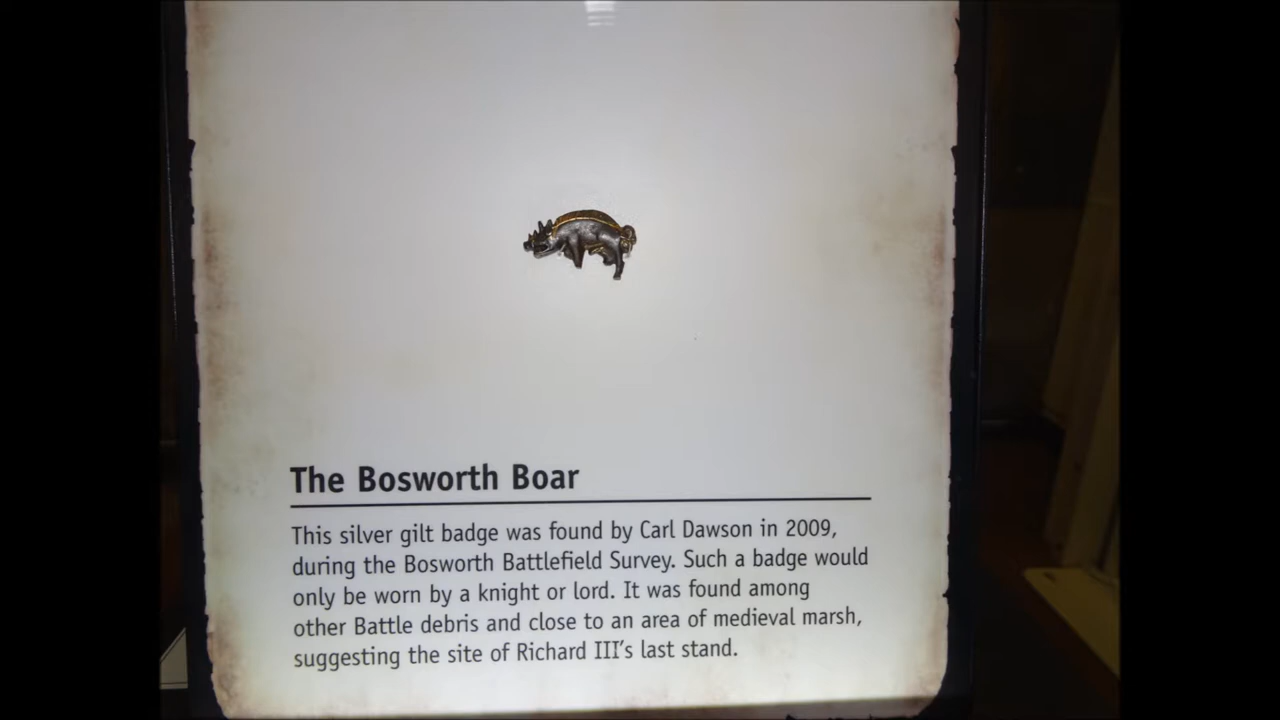 The Bosworth Boar
This silver gilt badge was found by Carl Dawson in 2009,
during the Bosworth Battlefield Survey. Such a badge would
only be worn by a knight or lord. It was found among
other Battle debris and close to an area of medieval marsh,
suggesting the site of Richard III's last stand.